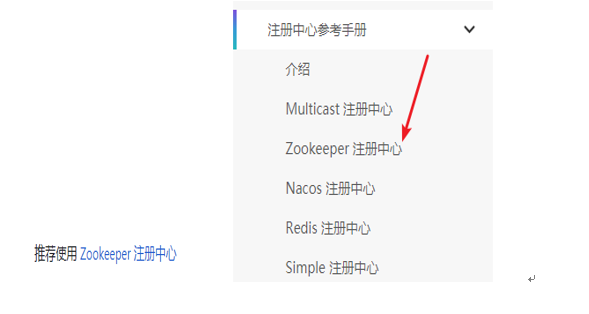 注册中心参考手册
介绍
Multicast 注册中心
Zookeeper 注册中心
Nacos 注册中心
Redis 注册中心
推荐使用 Zookeeper 注册中心
Simple 注册中心